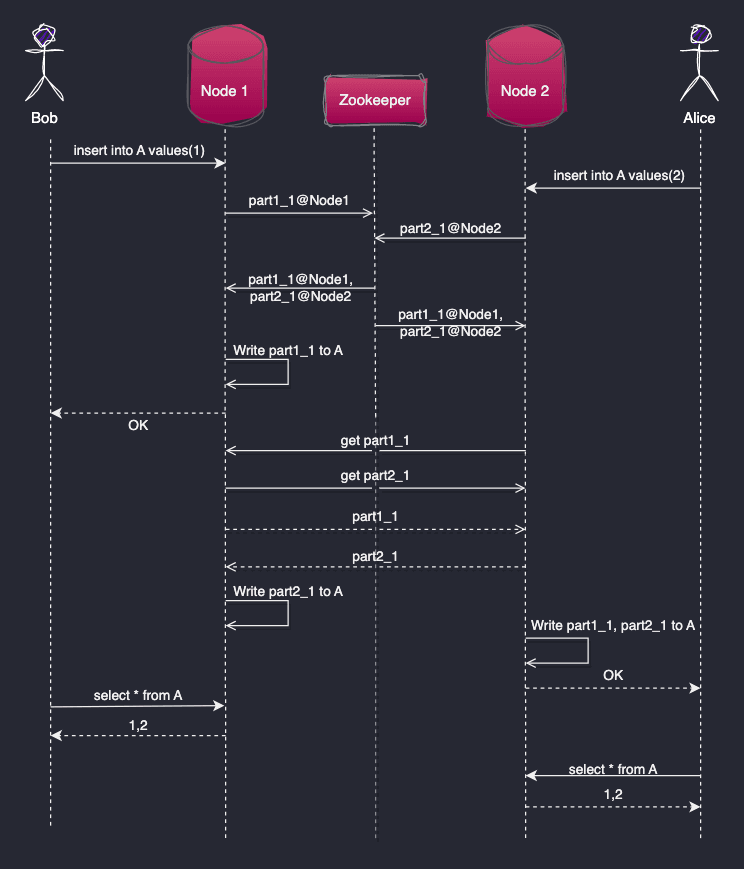 Bob
Node 1
Zookeeper
Node 2
Alice
insert into A values(1)
insert into A values(2)
part1_1@Node1
part2_1@Node2
part1_1@Node1,
part2_1@Node2
part1_1@Node1,
part2_1@Node2
Write part1_1 to A
OK
get part1_1
get part2_1
part1_1
part2_1
Write part2_1 to A
Write part1_1, part2_1 to A
OK
select * from A
1,2
select * from A
1,2